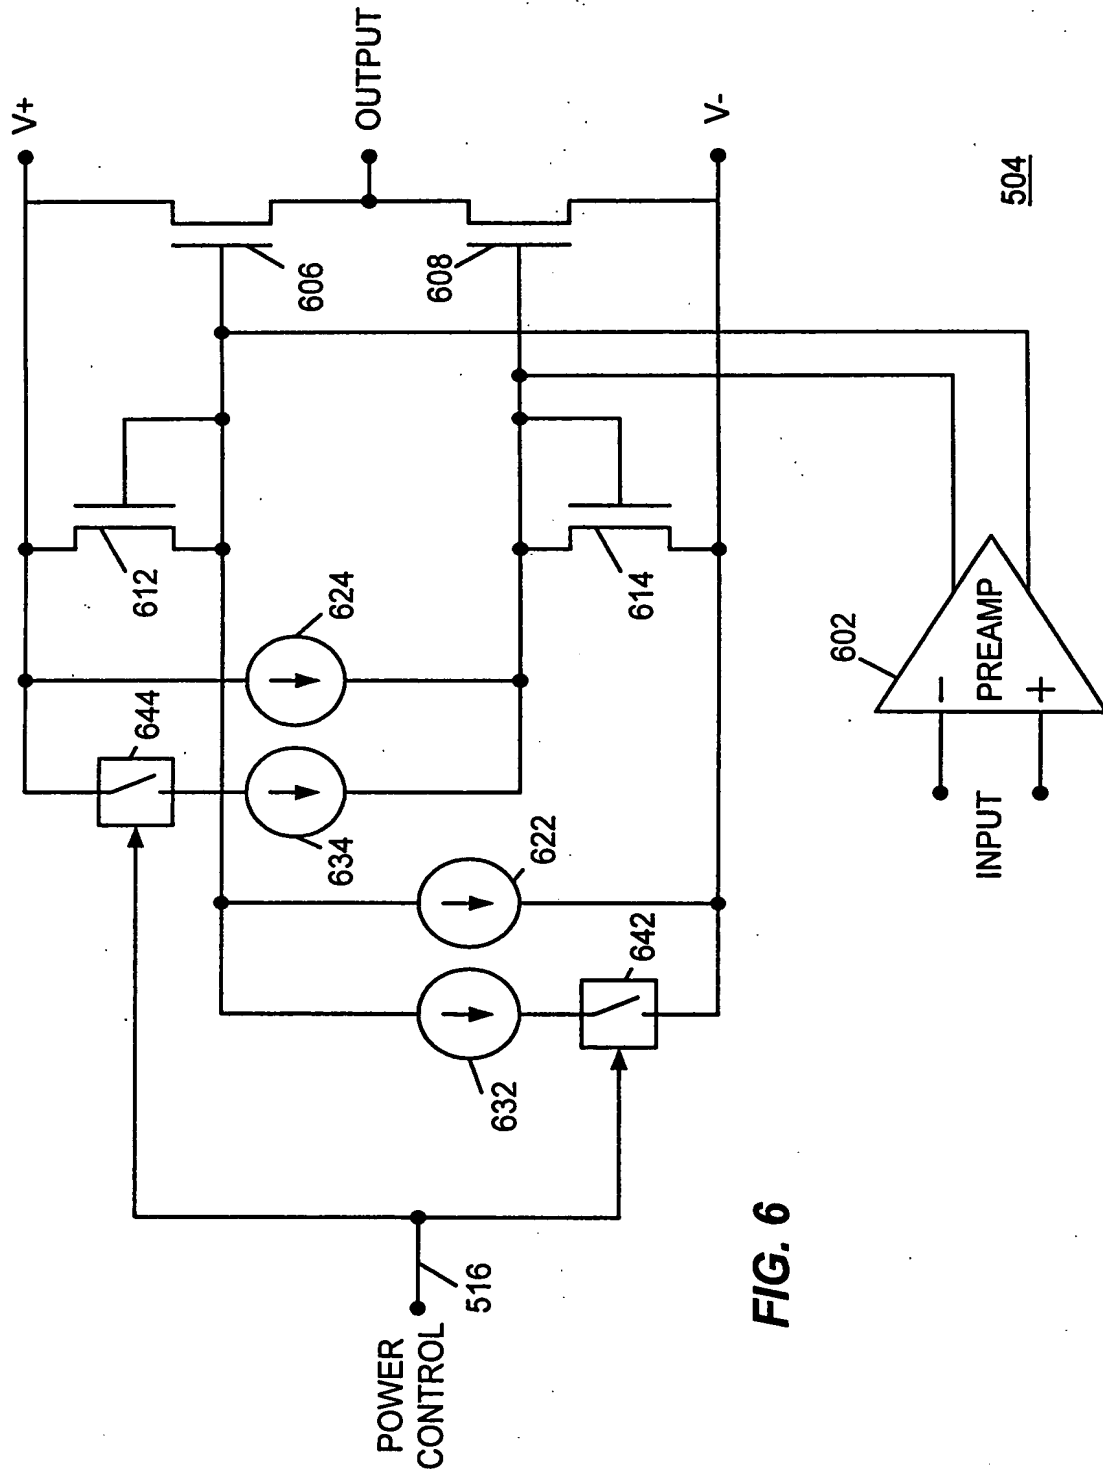 V+
OUTPUT
V-
504
606
608
612
614
624
644
634
622
642
632
602
PREAMP
-
+
INPUT
516
POWER
CONTROL
FIG. 6